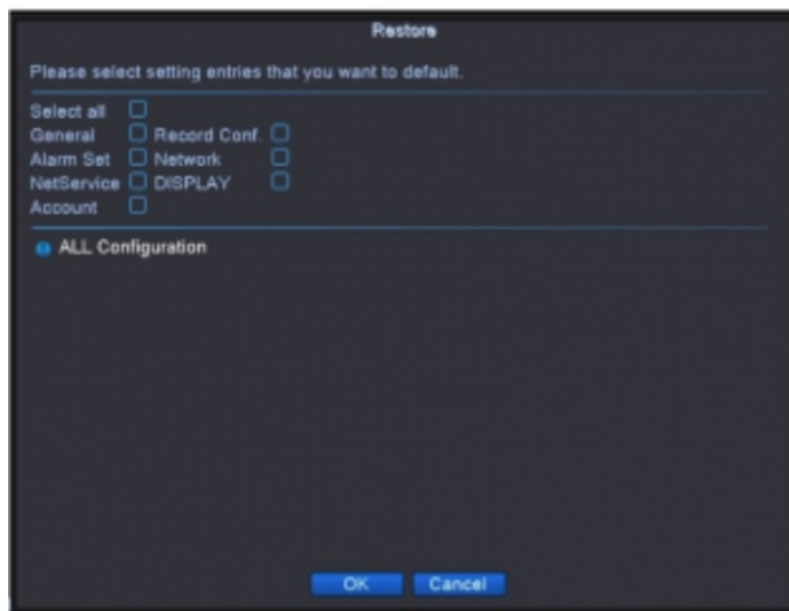 Restore
Please select setting entries that you want to default.
Select all
General Record Conf.
Alarm Set Network
NetService DISPLAY
Account
ALL Configuration
OK Cancel